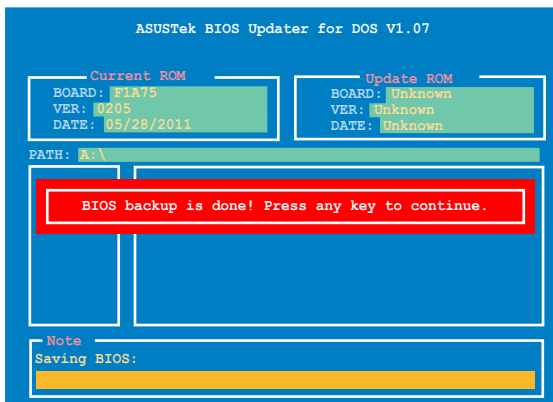 ASUSTek BIOS Updater for DOS V1.07
Current ROM
BOARD: F1A75
VER: 0205
DATE: 05/28/2011
Update ROM
BOARD: Unknown
VER: Unknown
DATE: Unknown
PATH: A:\
BIOS backup is done! Press any key to continue.
Note
Saving BIOS: